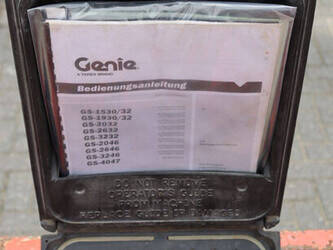 Genie
A TEREX BRAND
Bedienungsanleitung
GS-1530/32
GS-1930/32
GS-2032
GS-2632
GS-3232
GS-2046
GS-2646
GS-3246
GS-4047
DO NOT REMOVE
OPERATOR'S GUIDE
FROM MACHINE
REPLACE GUIDE IF DAMAGED